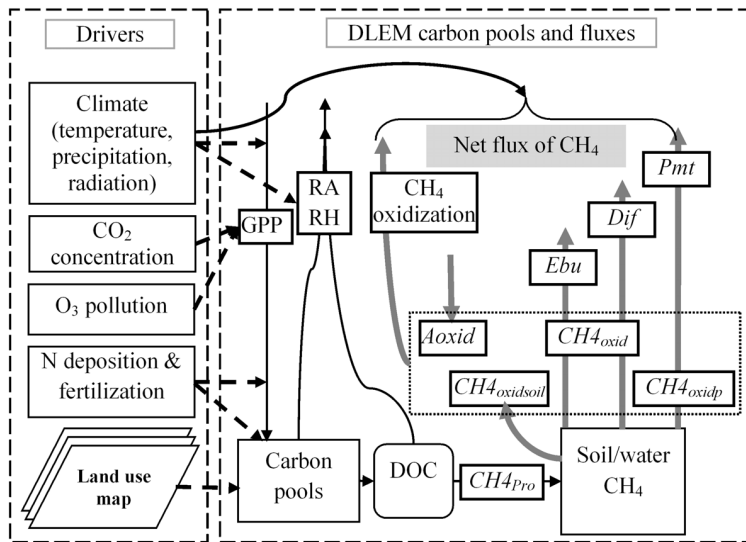 Drivers
Climate
(temperature,
precipitation,
radiation)
CO₂
concentration
O₃ pollution
N deposition &
fertilization
Land use
map
DLEM carbon pools and fluxes
Net flux of CH₄
Pmt
RA
RH
CH₄
oxidization
GPP
Dif
Ebu
Aoxid
CH4oxid
CH4oxidsoil
CH4oxidp
Carbon
pools
DOC
CH4Pro
Soil/water
CH₄